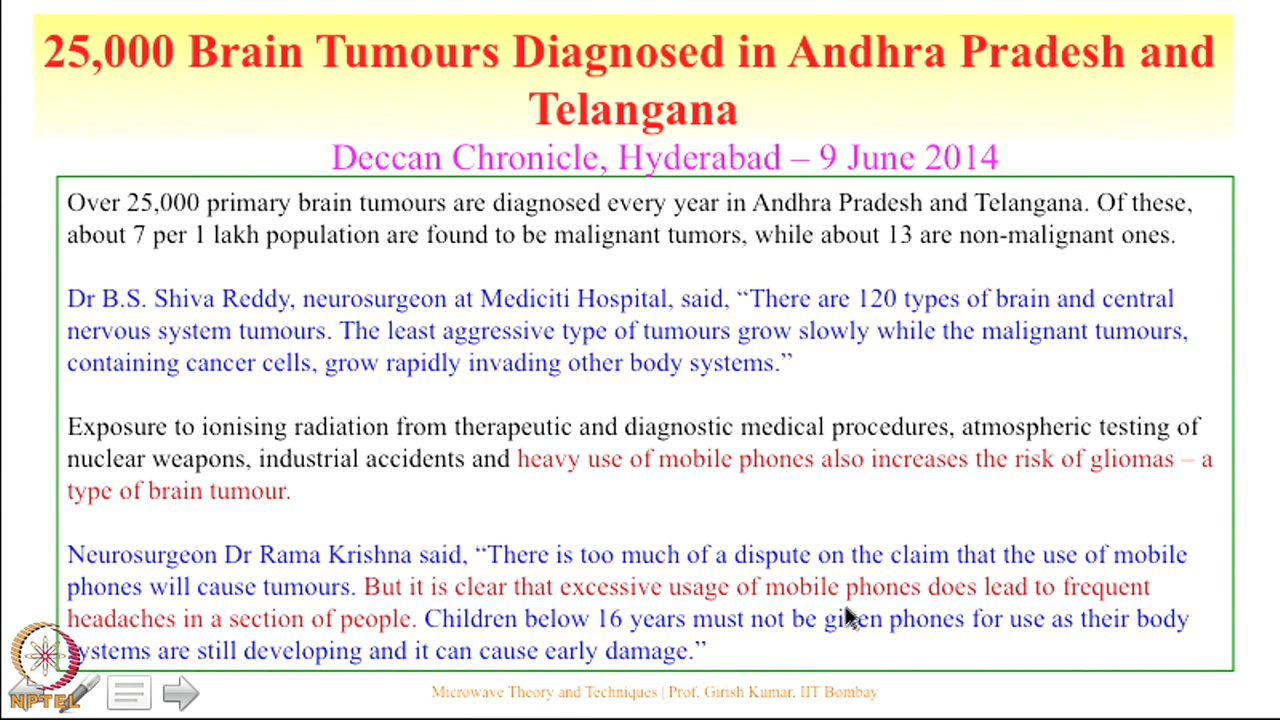 25,000 Brain Tumours Diagnosed in Andhra Pradesh and
Telangana
Deccan Chronicle, Hyderabad – 9 June 2014
Over 25,000 primary brain tumours are diagnosed every year in Andhra Pradesh and Telangana. Of these,
about 7 per 1 lakh population are found to be malignant tumors, while about 13 are non-malignant ones.
Dr B.S. Shiva Reddy, neurosurgeon at Mediciti Hospital, said, “There are 120 types of brain and central
nervous system tumours. The least aggressive type of tumours grow slowly while the malignant tumours,
containing cancer cells, grow rapidly invading other body systems.”
Exposure to ionising radiation from therapeutic and diagnostic medical procedures, atmospheric testing of
nuclear weapons, industrial accidents and heavy use of mobile phones also increases the risk of gliomas – a
type of brain tumour.
Neurosurgeon Dr Rama Krishna said, “There is too much of a dispute on the claim that the use of mobile
phones will cause tumours. But it is clear that excessive usage of mobile phones does lead to frequent
headaches in a section of people. Children below 16 years must not be given phones for use as their body
systems are still developing and it can cause early damage.”
NPTEL
Microwave Theory and Techniques | Prof. Girish Kumar, IIT Bombay